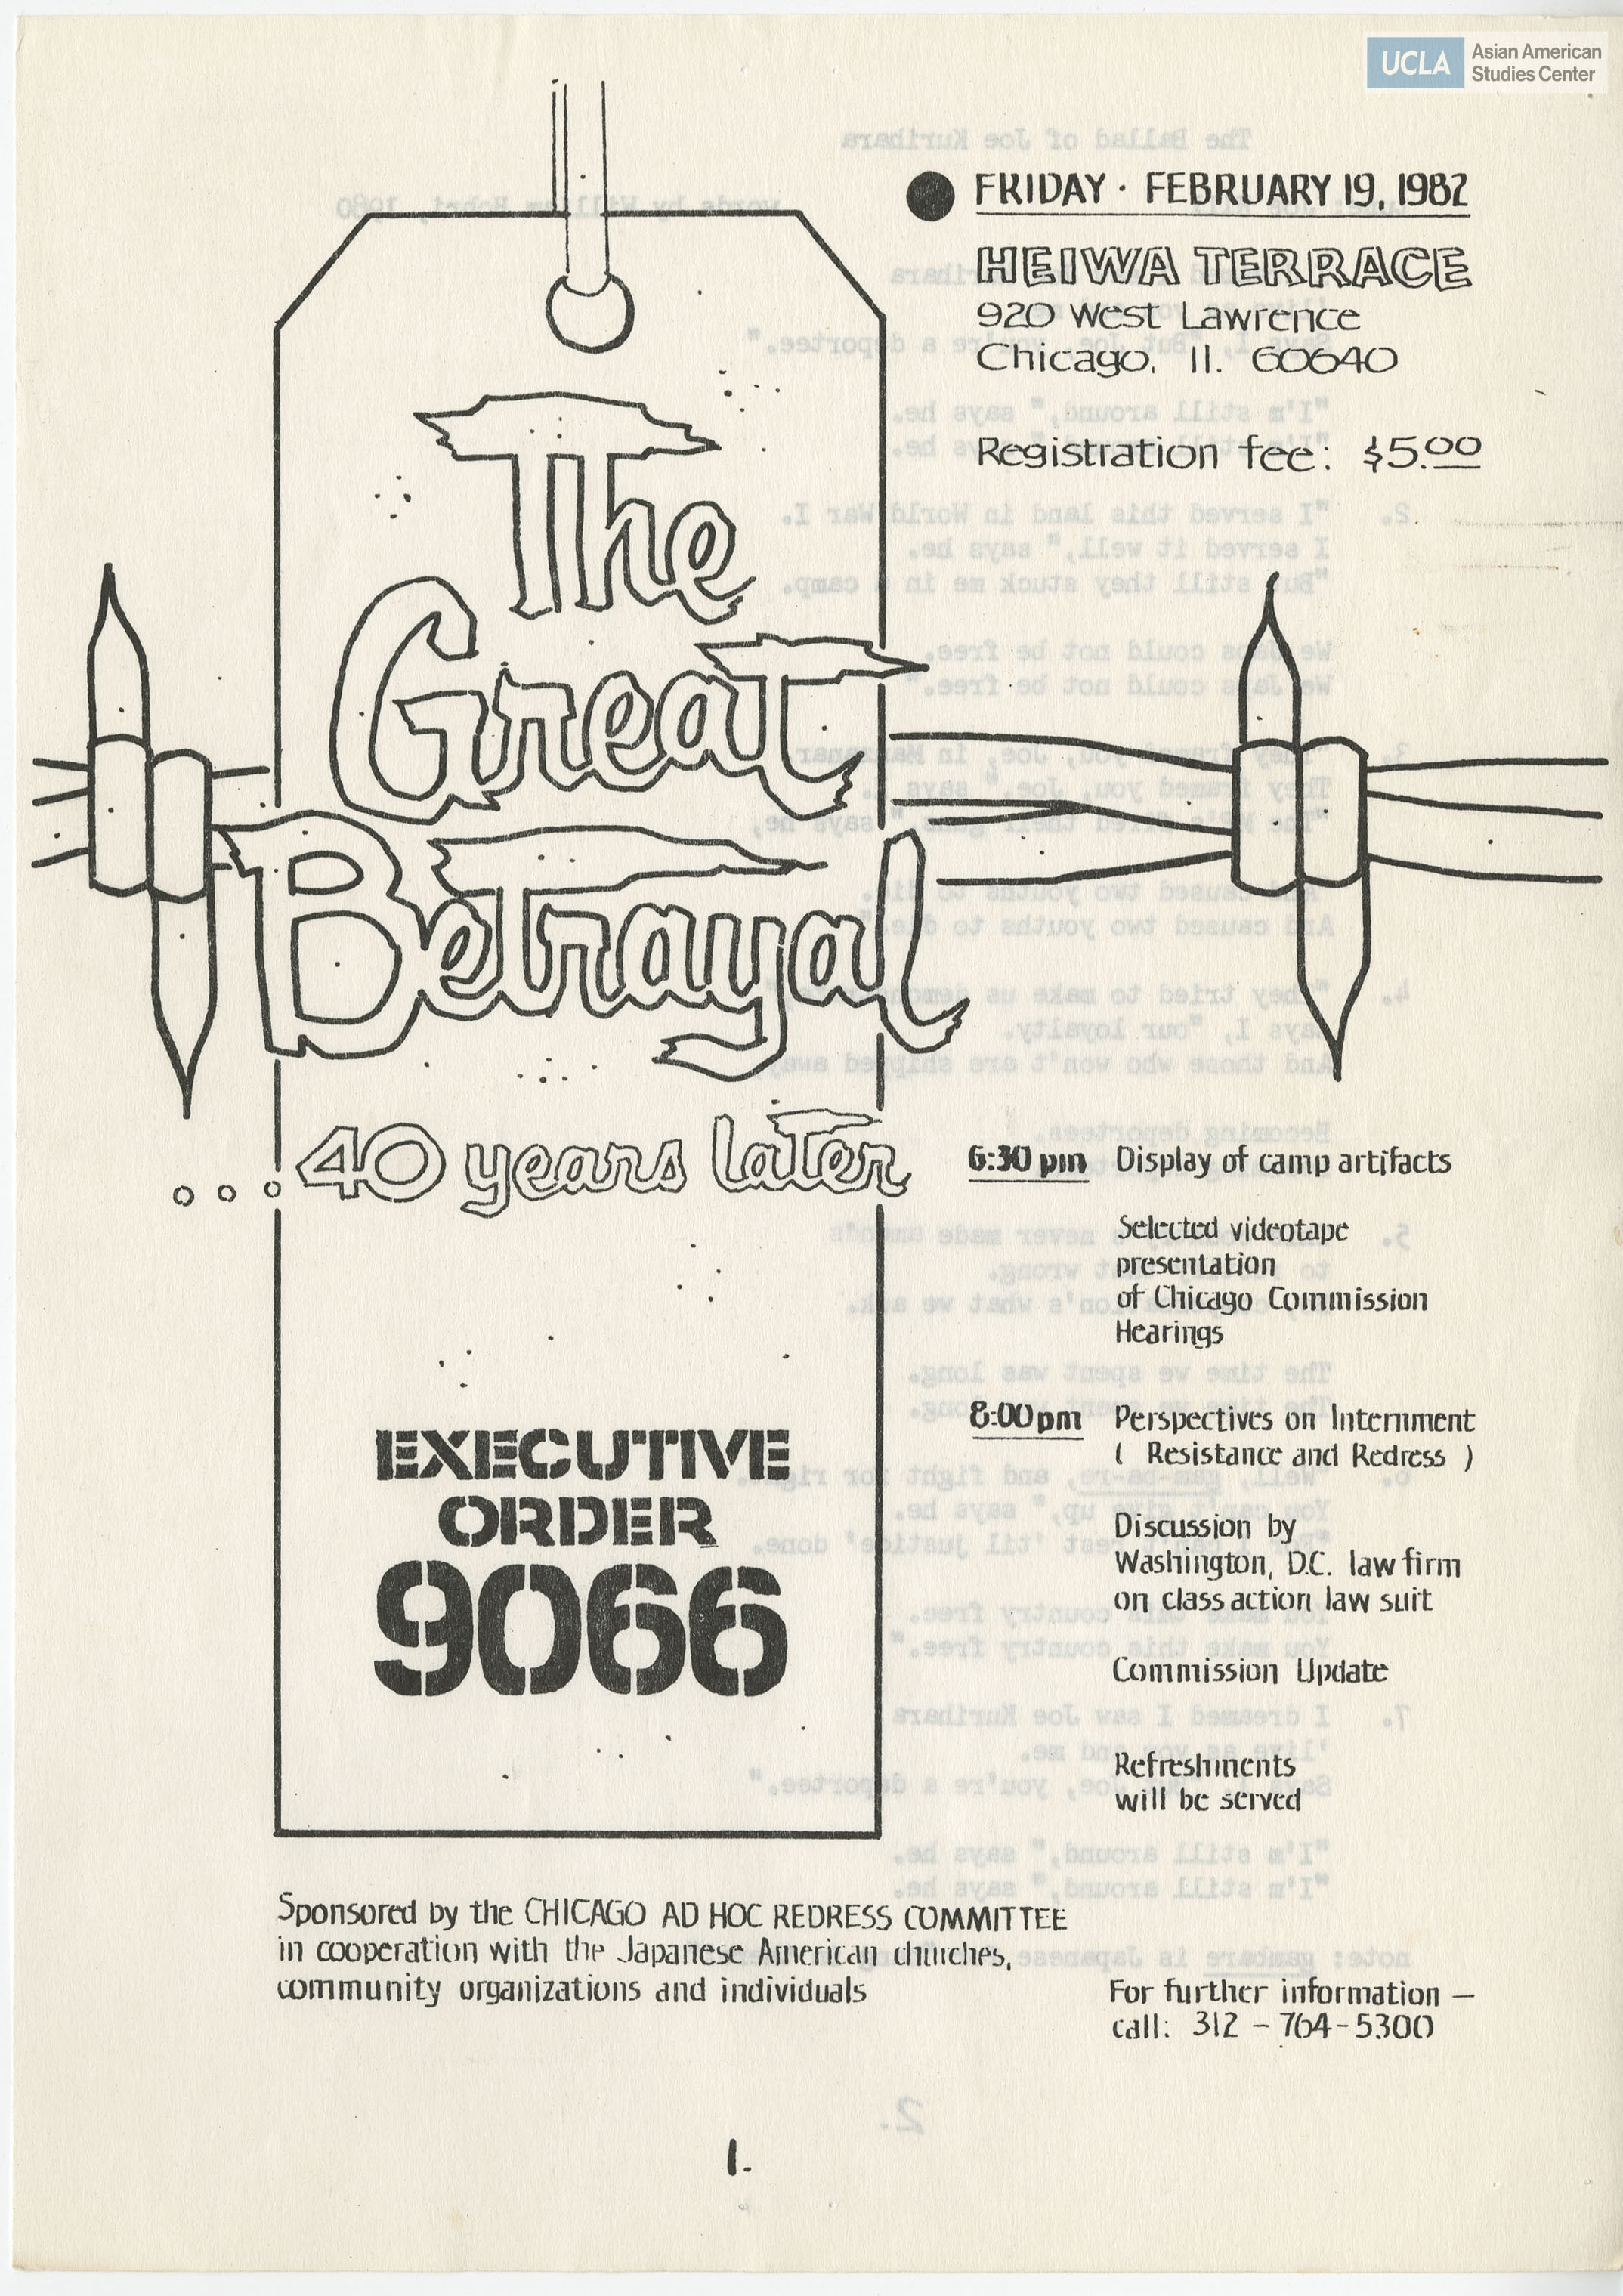 UCLA Asian American
Studies Center
FRIDAY · FEBRUARY 19, 1982
HEIWA TERRACE
920 West Lawrence
Chicago, Il. 60640
Registration fee: $5.00
The
Great
Betrayal
...40 years later
EXECUTIVE
ORDER
9066
6:30 pm Display of camp artifacts
Selected videotape
presentation
of Chicago Commission
Hearings
8:00 pm Perspectives on Internment
( Resistance and Redress )
Discussion by
Washington, D.C. law firm
on class action law suit
Commission Update
Refreshments
will be served
Sponsored by the CHICAGO AD HOC REDRESS COMMITTEE
in cooperation with the Japanese American churches,
community organizations and individuals
For further information —
call: 312 - 764-5300
1.